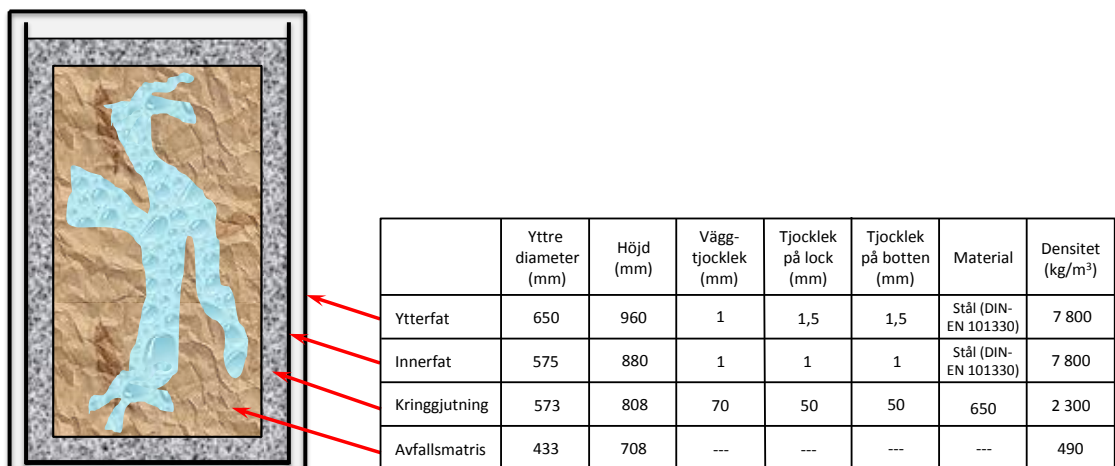 Yttre diameter (mm) Höjd (mm) Vägg-tjocklek (mm) Tjocklek på lock (mm) Tjocklek på botten (mm) Material Densitet (kg/m³)
Ytterfat 650 960 1 1,5 1,5 Stål (DIN-EN 101330) 7 800
Innerfat 575 880 1 1 1 Stål (DIN-EN 101330) 7 800
Kringgjutning 573 808 70 50 50 650 2 300
Avfallsmatris 433 708 --- --- --- --- 490